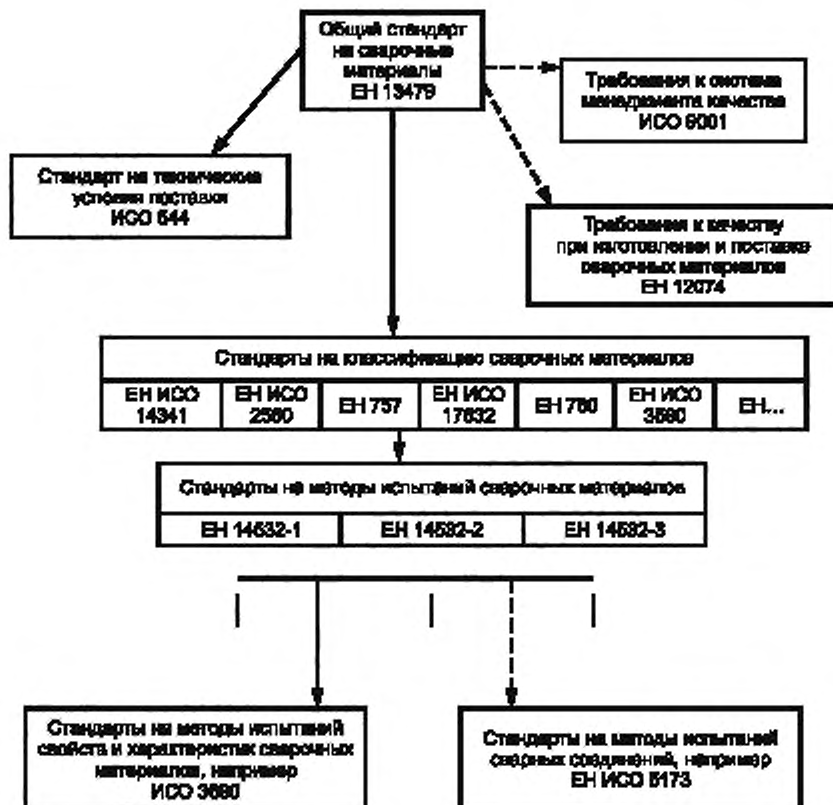 Общий стандарт
на сварочные
материалы
ЕН 13479
Требования к система
менеджмента качества
ИСО 9001
Стандарт на технические
условия поставки
ИСО 544
Требования к качеству
при изготовлении и поставке
сварочных материалов
ЕН 12074
Стандарты на классификацию сварочных материалов
ЕН ИСО
14341
ЕН ИСО
2560
ЕН 757
ЕН ИСО
17632
ЕН 760
ЕН ИСО
3580
ЕН...
Стандарты на методы испытаний сварочных материалов
ЕН 14532-1
ЕН 14532-2
ЕН 14532-3
Стандарты на методы испытаний
свойств и характеристик сварочных
материалов, например
ИСО 3690
Стандарты на методы испытаний
сварных соединений, например
ЕН ИСО 5173